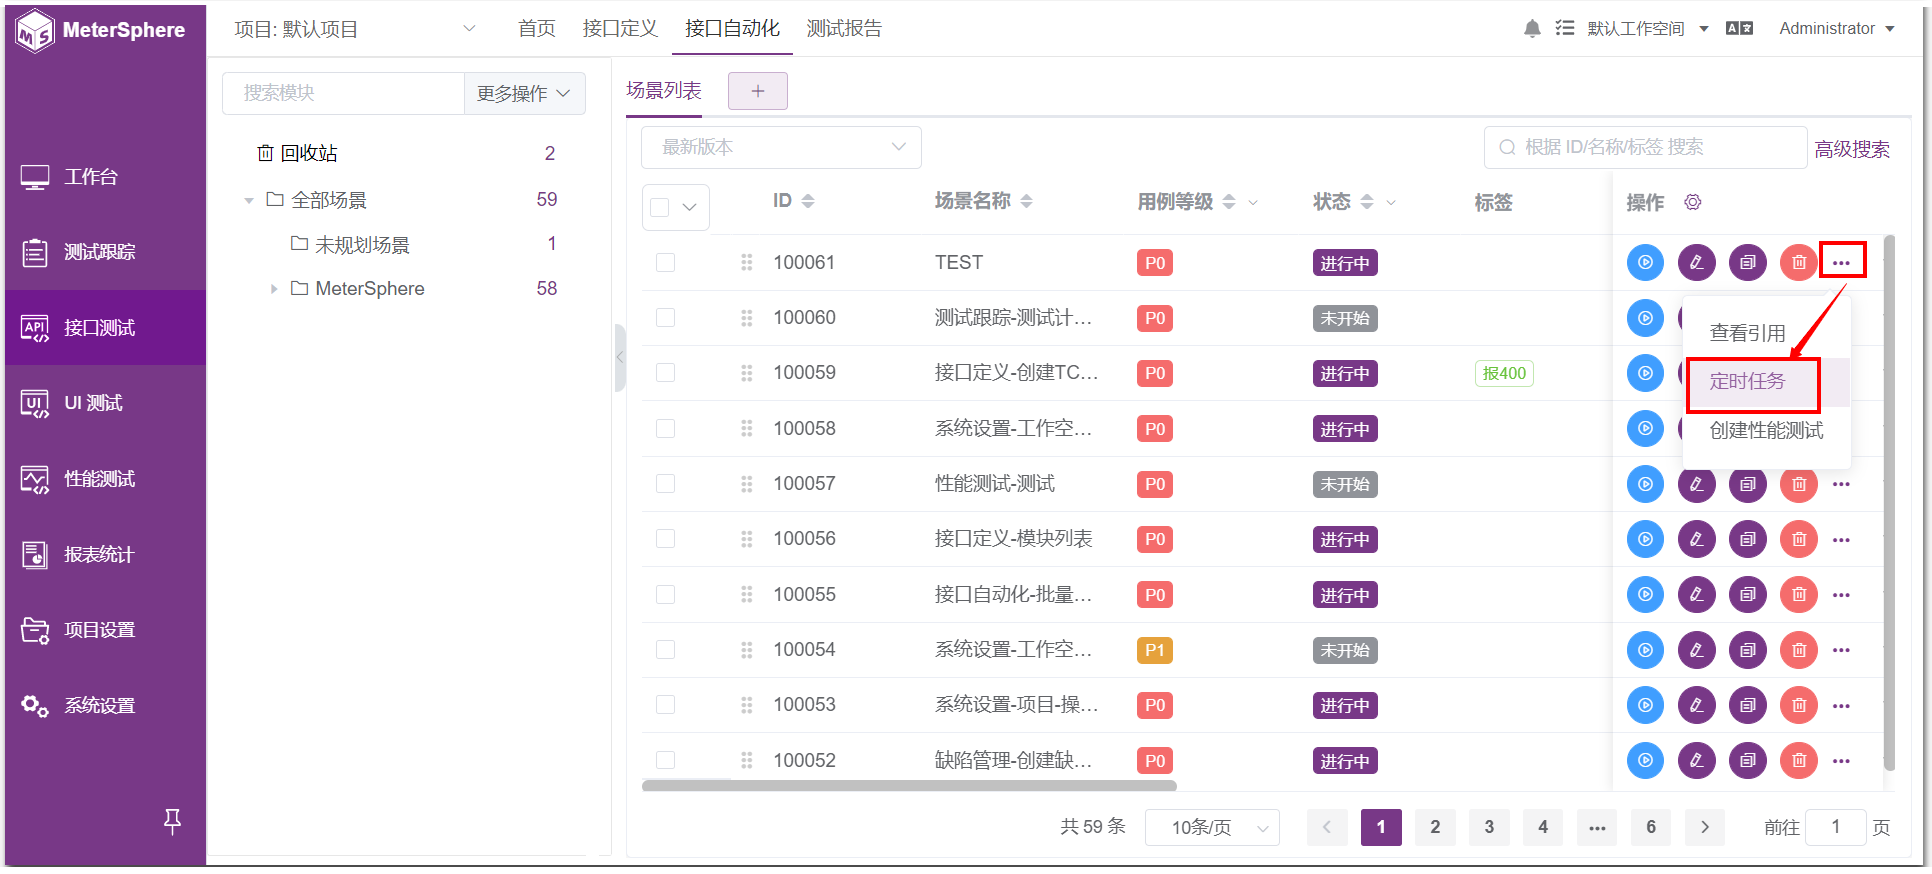 MeterSphere
项目: 默认项目
首页
接口定义
接口自动化
测试报告
默认工作空间
Administrator
工作台
测试跟踪
接口测试
UI 测试
性能测试
报表统计
项目设置
系统设置
搜索模块
更多操作
回收站 2
全部场景 59
未规划场景 1
MeterSphere 58
场景列表
+
最新版本
根据 ID/名称/标签 搜索
高级搜索
ID 场景名称 用例等级 状态 标签 操作
100061 TEST P0 进行中
100060 测试跟踪-测试计... P0 未开始
100059 接口定义-创建TC... P0 进行中 报400
100058 系统设置-工作空... P0 进行中
100057 性能测试-测试 P0 未开始
100056 接口定义-模块列表 P0 进行中
100055 接口自动化-批量... P0 进行中
100054 系统设置-工作空... P1 未开始
100053 系统设置-项目-操... P0 进行中
100052 缺陷管理-创建缺... P0 进行中
查看引用
定时任务
创建性能测试
共 59 条 10条/页 1 2 3 4 ... 6 前往 1 页